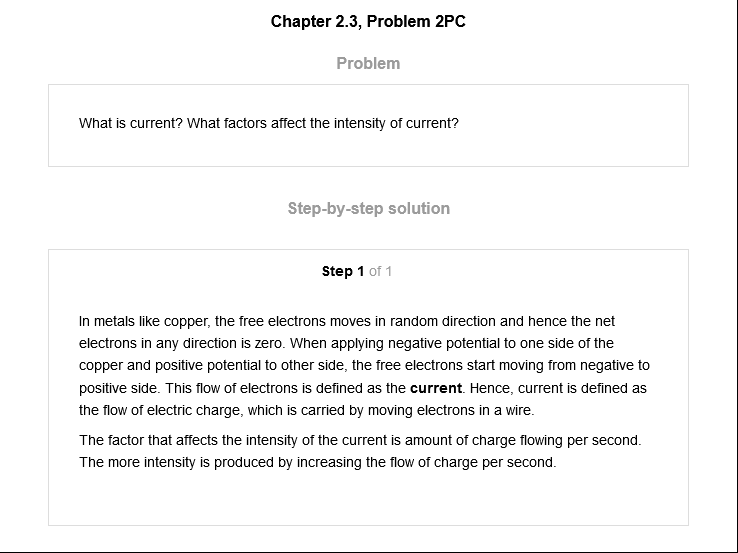 Chapter 2.3, Problem 2PC
Problem
What is current? What factors affect the intensity of current?
Step-by-step solution
Step 1 of 1
In metals like copper, the free electrons moves in random direction and hence the net
electrons in any direction is zero. When applying negative potential to one side of the
copper and positive potential to other side, the free electrons start moving from negative to
positive side. This flow of electrons is defined as the current. Hence, current is defined as
the flow of electric charge, which is carried by moving electrons in a wire.
The factor that affects the intensity of the current is amount of charge flowing per second.
The more intensity is produced by increasing the flow of charge per second.